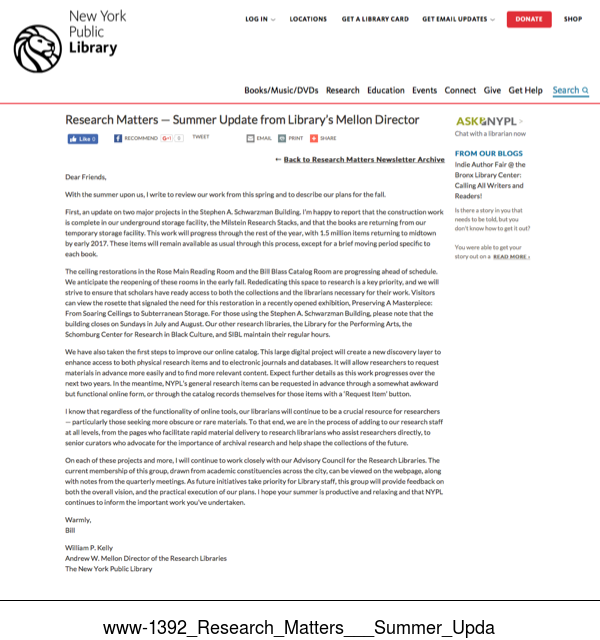 New York
Public
Library
LOG IN
LOCATIONS
GET A LIBRARY CARD
GET EMAIL UPDATES
DONATE
SHOP
Books/Music/DVDs Research Education Events Connect Give Get Help Search
Research Matters — Summer Update from Library's Mellon Director
Like 0
RECOMMEND
G+1 0
TWEET
EMAIL
PRINT
SHARE
← Back to Research Matters Newsletter Archive
Dear Friends,
With the summer upon us, I write to review our work from this spring and to describe our plans for the fall.
First, an update on two major projects in the Stephen A. Schwarzman Building. I'm happy to report that the construction work
is complete in our underground storage facility, the Milstein Research Stacks, and that the books are returning from our
temporary storage facility. This work will progress through the rest of the year, with 1.5 million items returning to midtown
by early 2017. These items will remain available as usual through this process, except for a brief moving period specific to
each book.
The ceiling restorations in the Rose Main Reading Room and the Bill Blass Catalog Room are progressing ahead of schedule.
We anticipate the reopening of these rooms in the early fall. Rededicating this space to research is a key priority, and we will
strive to ensure that scholars have ready access to both the collections and the librarians necessary for their work. Visitors
can view the rosette that signaled the need for this restoration in a recently opened exhibition, Preserving A Masterpiece:
From Soaring Ceilings to Subterranean Storage. For those using the Stephen A. Schwarzman Building, please note that the
building closes on Sundays in July and August. Our other research libraries, the Library for the Performing Arts, the
Schomburg Center for Research in Black Culture, and SIBL maintain their regular hours.
We have also taken the first steps to improve our online catalog. This large digital project will create a new discovery layer to
enhance access to both physical research items and to electronic journals and databases. It will allow researchers to request
materials in advance more easily and to find more relevant content. Expect further details as this work progresses over the
next two years. In the meantime, NYPL's general research items can be requested in advance through a somewhat awkward
but functional online form, or through the catalog records themselves for those items with a 'Request Item' button.
I know that regardless of the functionality of online tools, our librarians will continue to be a crucial resource for researchers
— particularly those seeking more obscure or rare materials. To that end, we are in the process of adding to our research staff
at all levels, from the pages who facilitate rapid material delivery to research librarians who assist researchers directly, to
senior curators who advocate for the importance of archival research and help shape the collections of the future.
On each of these projects and more, I will continue to work closely with our Advisory Council for the Research Libraries. The
current membership of this group, drawn from academic constituencies across the city, can be viewed on the webpage, along
with notes from the quarterly meetings. As future initiatives take priority for Library staff, this group will provide feedback on
both the overall vision, and the practical execution of our plans. I hope your summer is productive and relaxing and that NYPL
continues to inform the important work you've undertaken.
Warmly,
Bill
William P. Kelly
Andrew W. Mellon Director of the Research Libraries
The New York Public Library
ASK NYPL >
Chat with a librarian now
FROM OUR BLOGS
Indie Author Fair @ the
Bronx Library Center:
Calling All Writers and
Readers!
Is there a story in you that
needs to be told, but you
don't know how to get it out?
You were able to get your
story out on a READ MORE ›
www-1392_Research_Matters___Summer_Upda